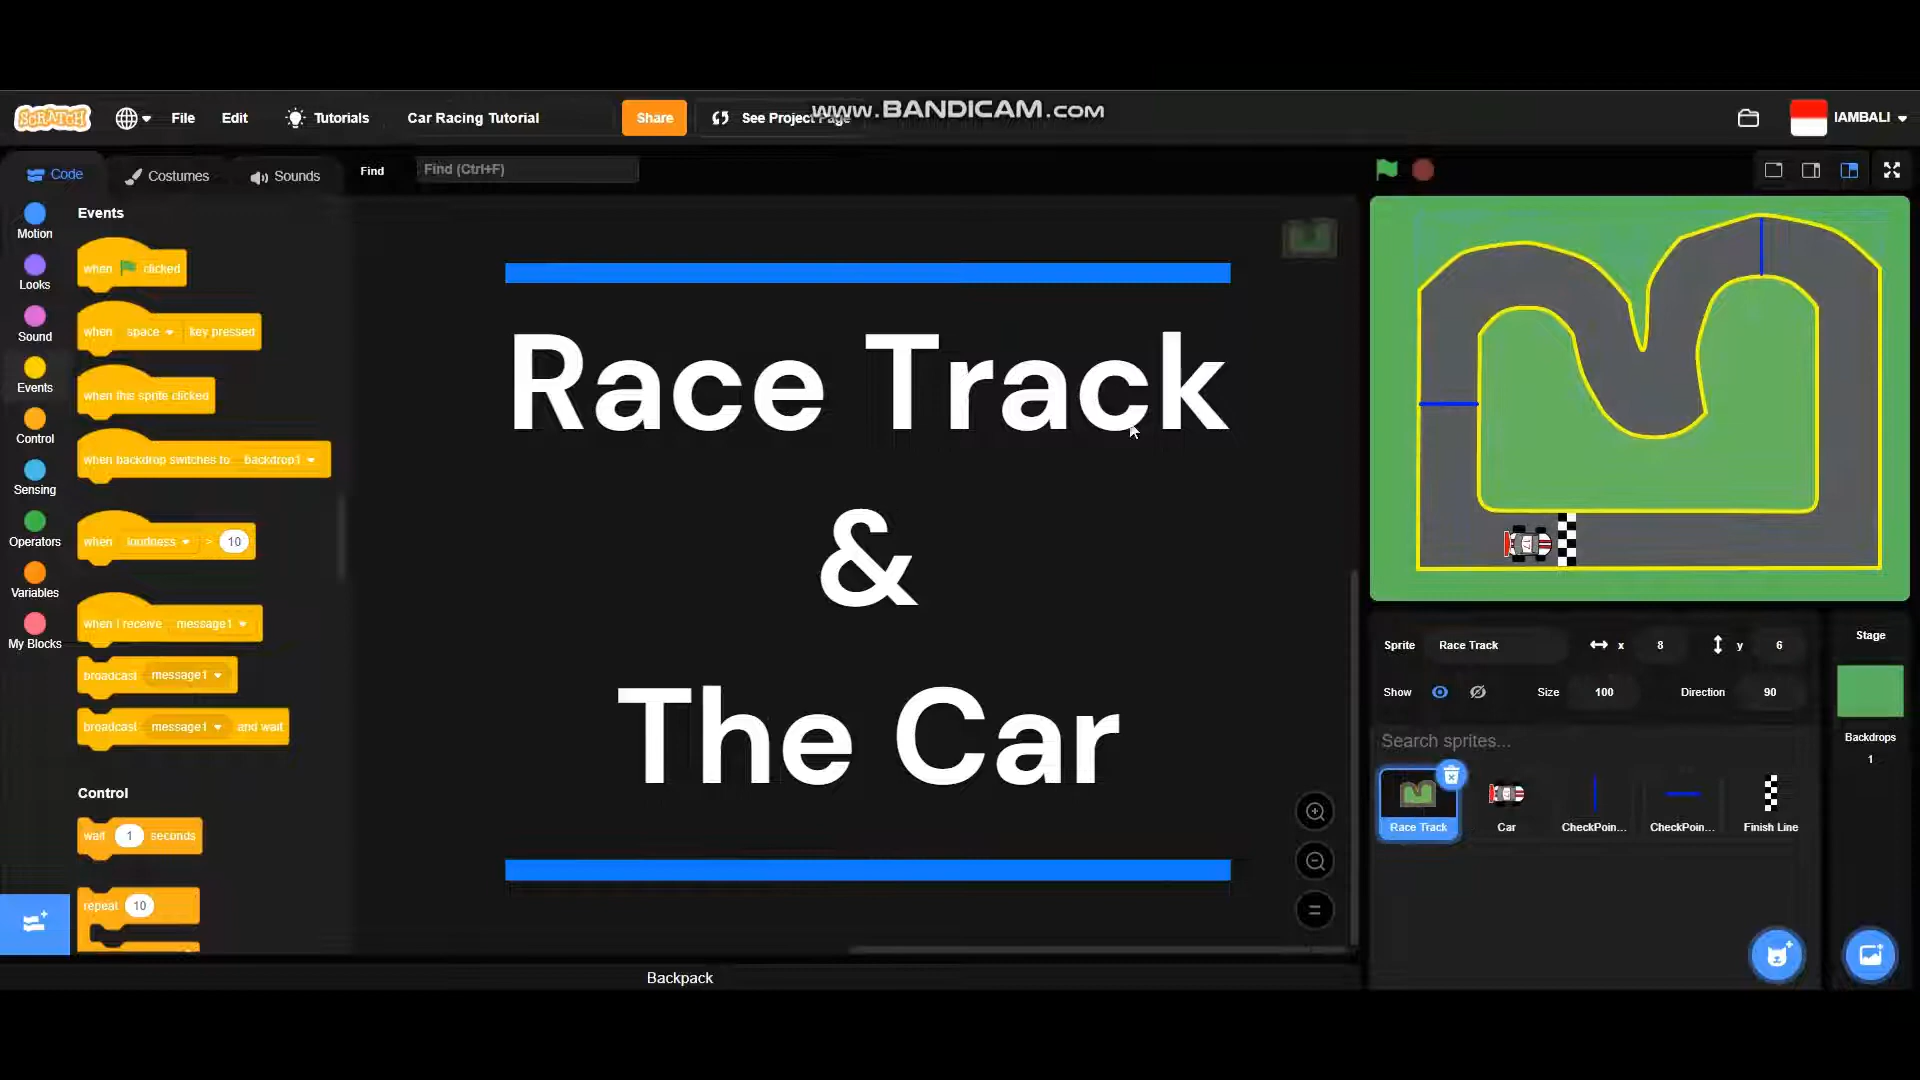 www.BANDICAM.com
SCRATCH File Edit Tutorials Car Racing Tutorial Share See Project Page IAMBALI
Code Costumes Sounds Find Find (Ctrl+F)
Motion
Looks
Sound
Events
Control
Sensing
Operators
Variables
My Blocks
Events
when clicked
when space key pressed
when this sprite clicked
when backdrop switches to backdrop1
when loudness > 10
when I receive message1
broadcast message1
broadcast message1 and wait
Control
wait 1 seconds
repeat 10
Race Track
&
The Car
Backpack
Sprite Race Track x 8 y 6
Show Size 100 Direction 90
Search sprites...
Race Track Car CheckPoin... CheckPoin... Finish Line
Stage
Backdrops
1